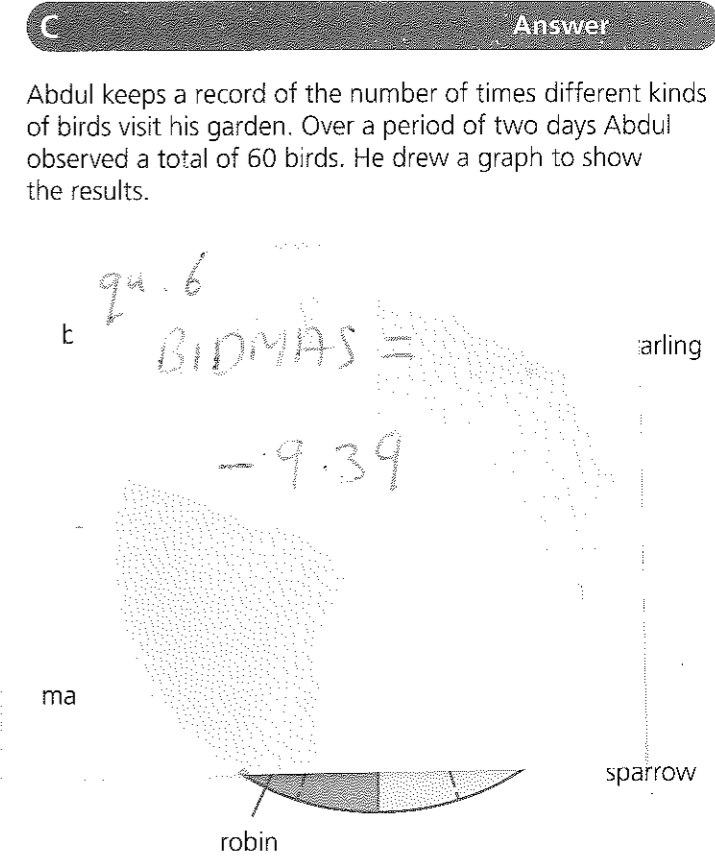 C Answer
Abdul keeps a record of the number of times different kinds
of birds visit his garden. Over a period of two days Abdul
observed a total of 60 birds. He drew a graph to show
the results.
qu. 6
b
BIDMAS =
arling
-9.39
ma
sparrow
robin